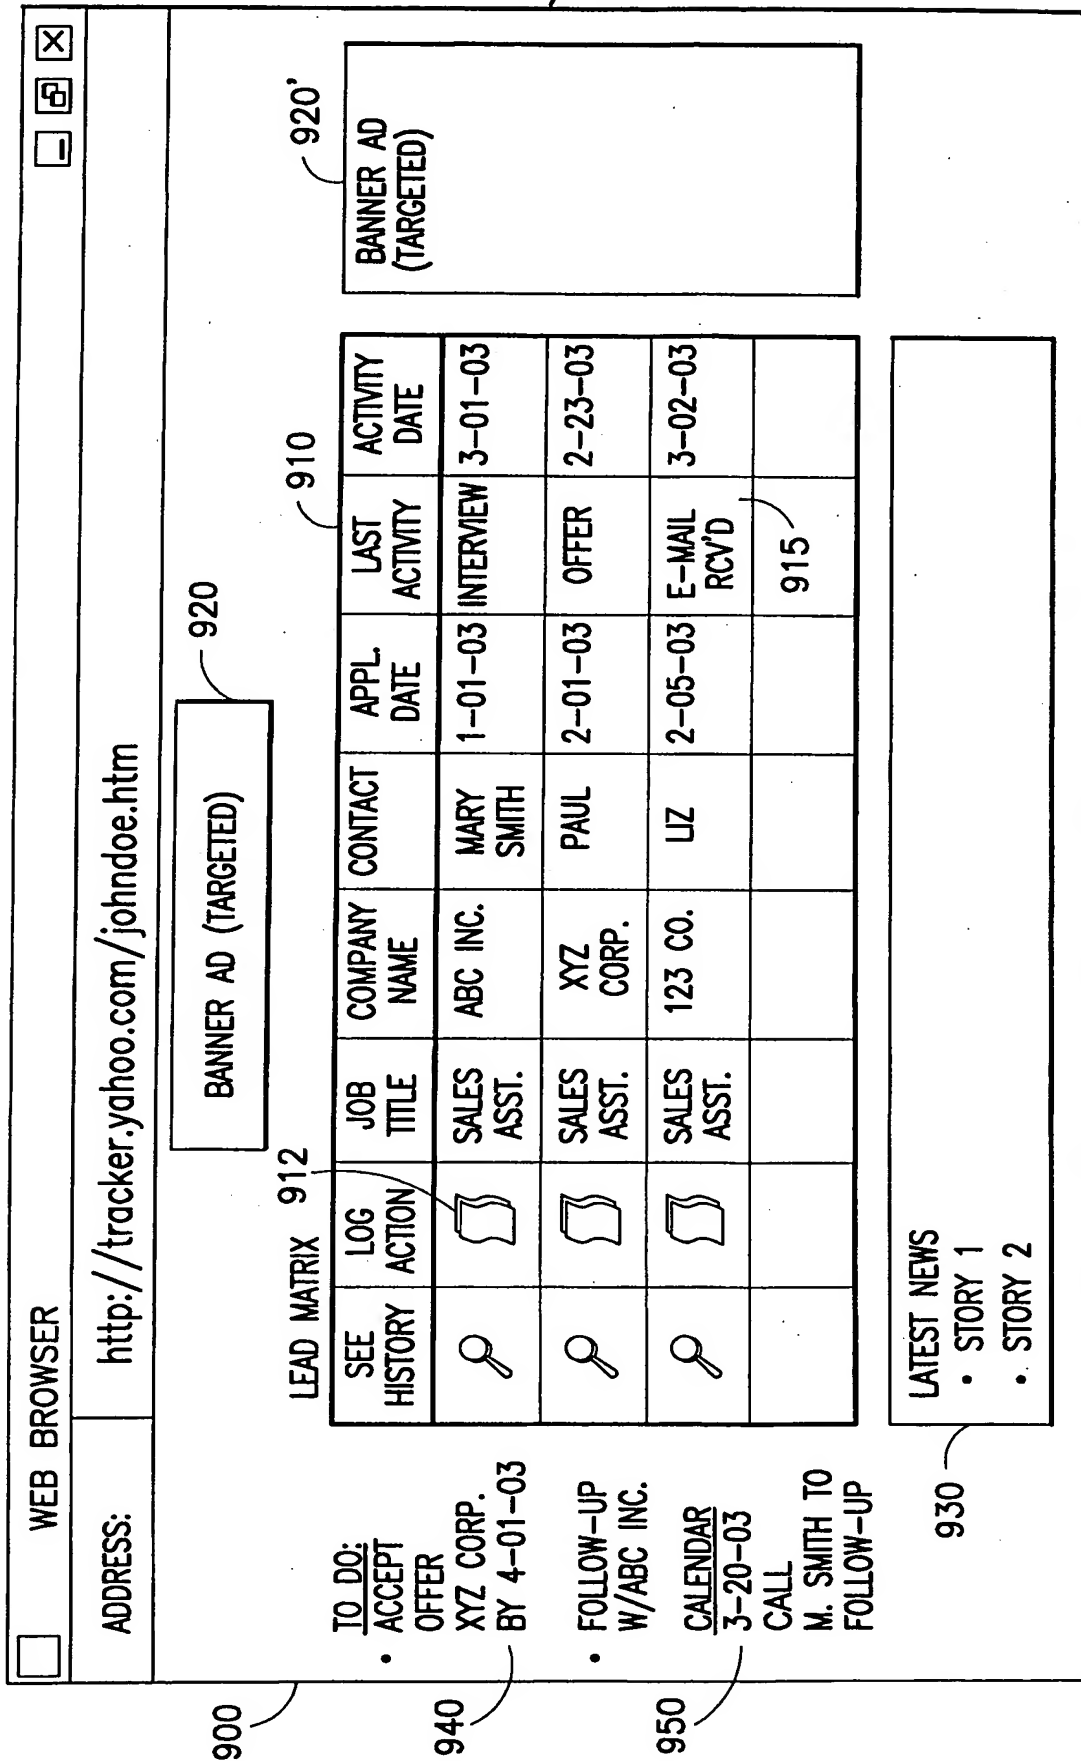 WEB BROWSER
ADDRESS: http://tracker.yahoo.com/johndoe.htm
900
BANNER AD (TARGETED)
920
TO DO:
• ACCEPT
OFFER
XYZ CORP.
BY 4-01-03
940
• FOLLOW-UP
W/ABC INC.
CALENDAR
3-20-03
CALL
M. SMITH TO
FOLLOW-UP
950
LEAD MATRIX
912
910
SEE HISTORY LOG ACTION JOB TITLE COMPANY NAME CONTACT APPL. DATE LAST ACTIVITY ACTIVITY DATE
SALES ASST. ABC INC. MARY SMITH 1-01-03 INTERVIEW 3-01-03
SALES ASST. XYZ CORP. PAUL 2-01-03 OFFER 2-23-03
SALES ASST. 123 CO. LIZ 2-05-03 E-MAIL RCV'D 3-02-03
915
BANNER AD
(TARGETED)
920'
LATEST NEWS
• STORY 1
• STORY 2
930